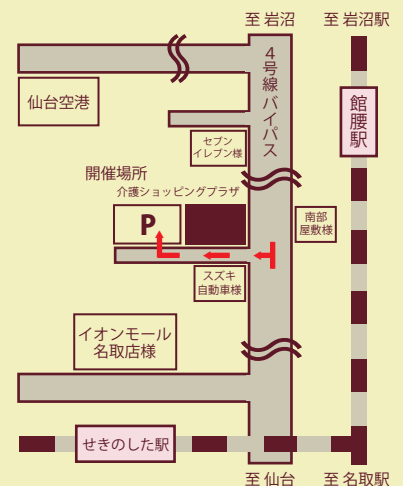 至 岩沼
至 岩沼駅
4号線バイパス
仙台空港
館腰駅
セブン
イレブン様
開催場所
介護ショッピングプラザ
P
南部
屋敷様
スズキ
自動車様
イオンモール
名取店様
せきのした駅
至 仙台
至 名取駅